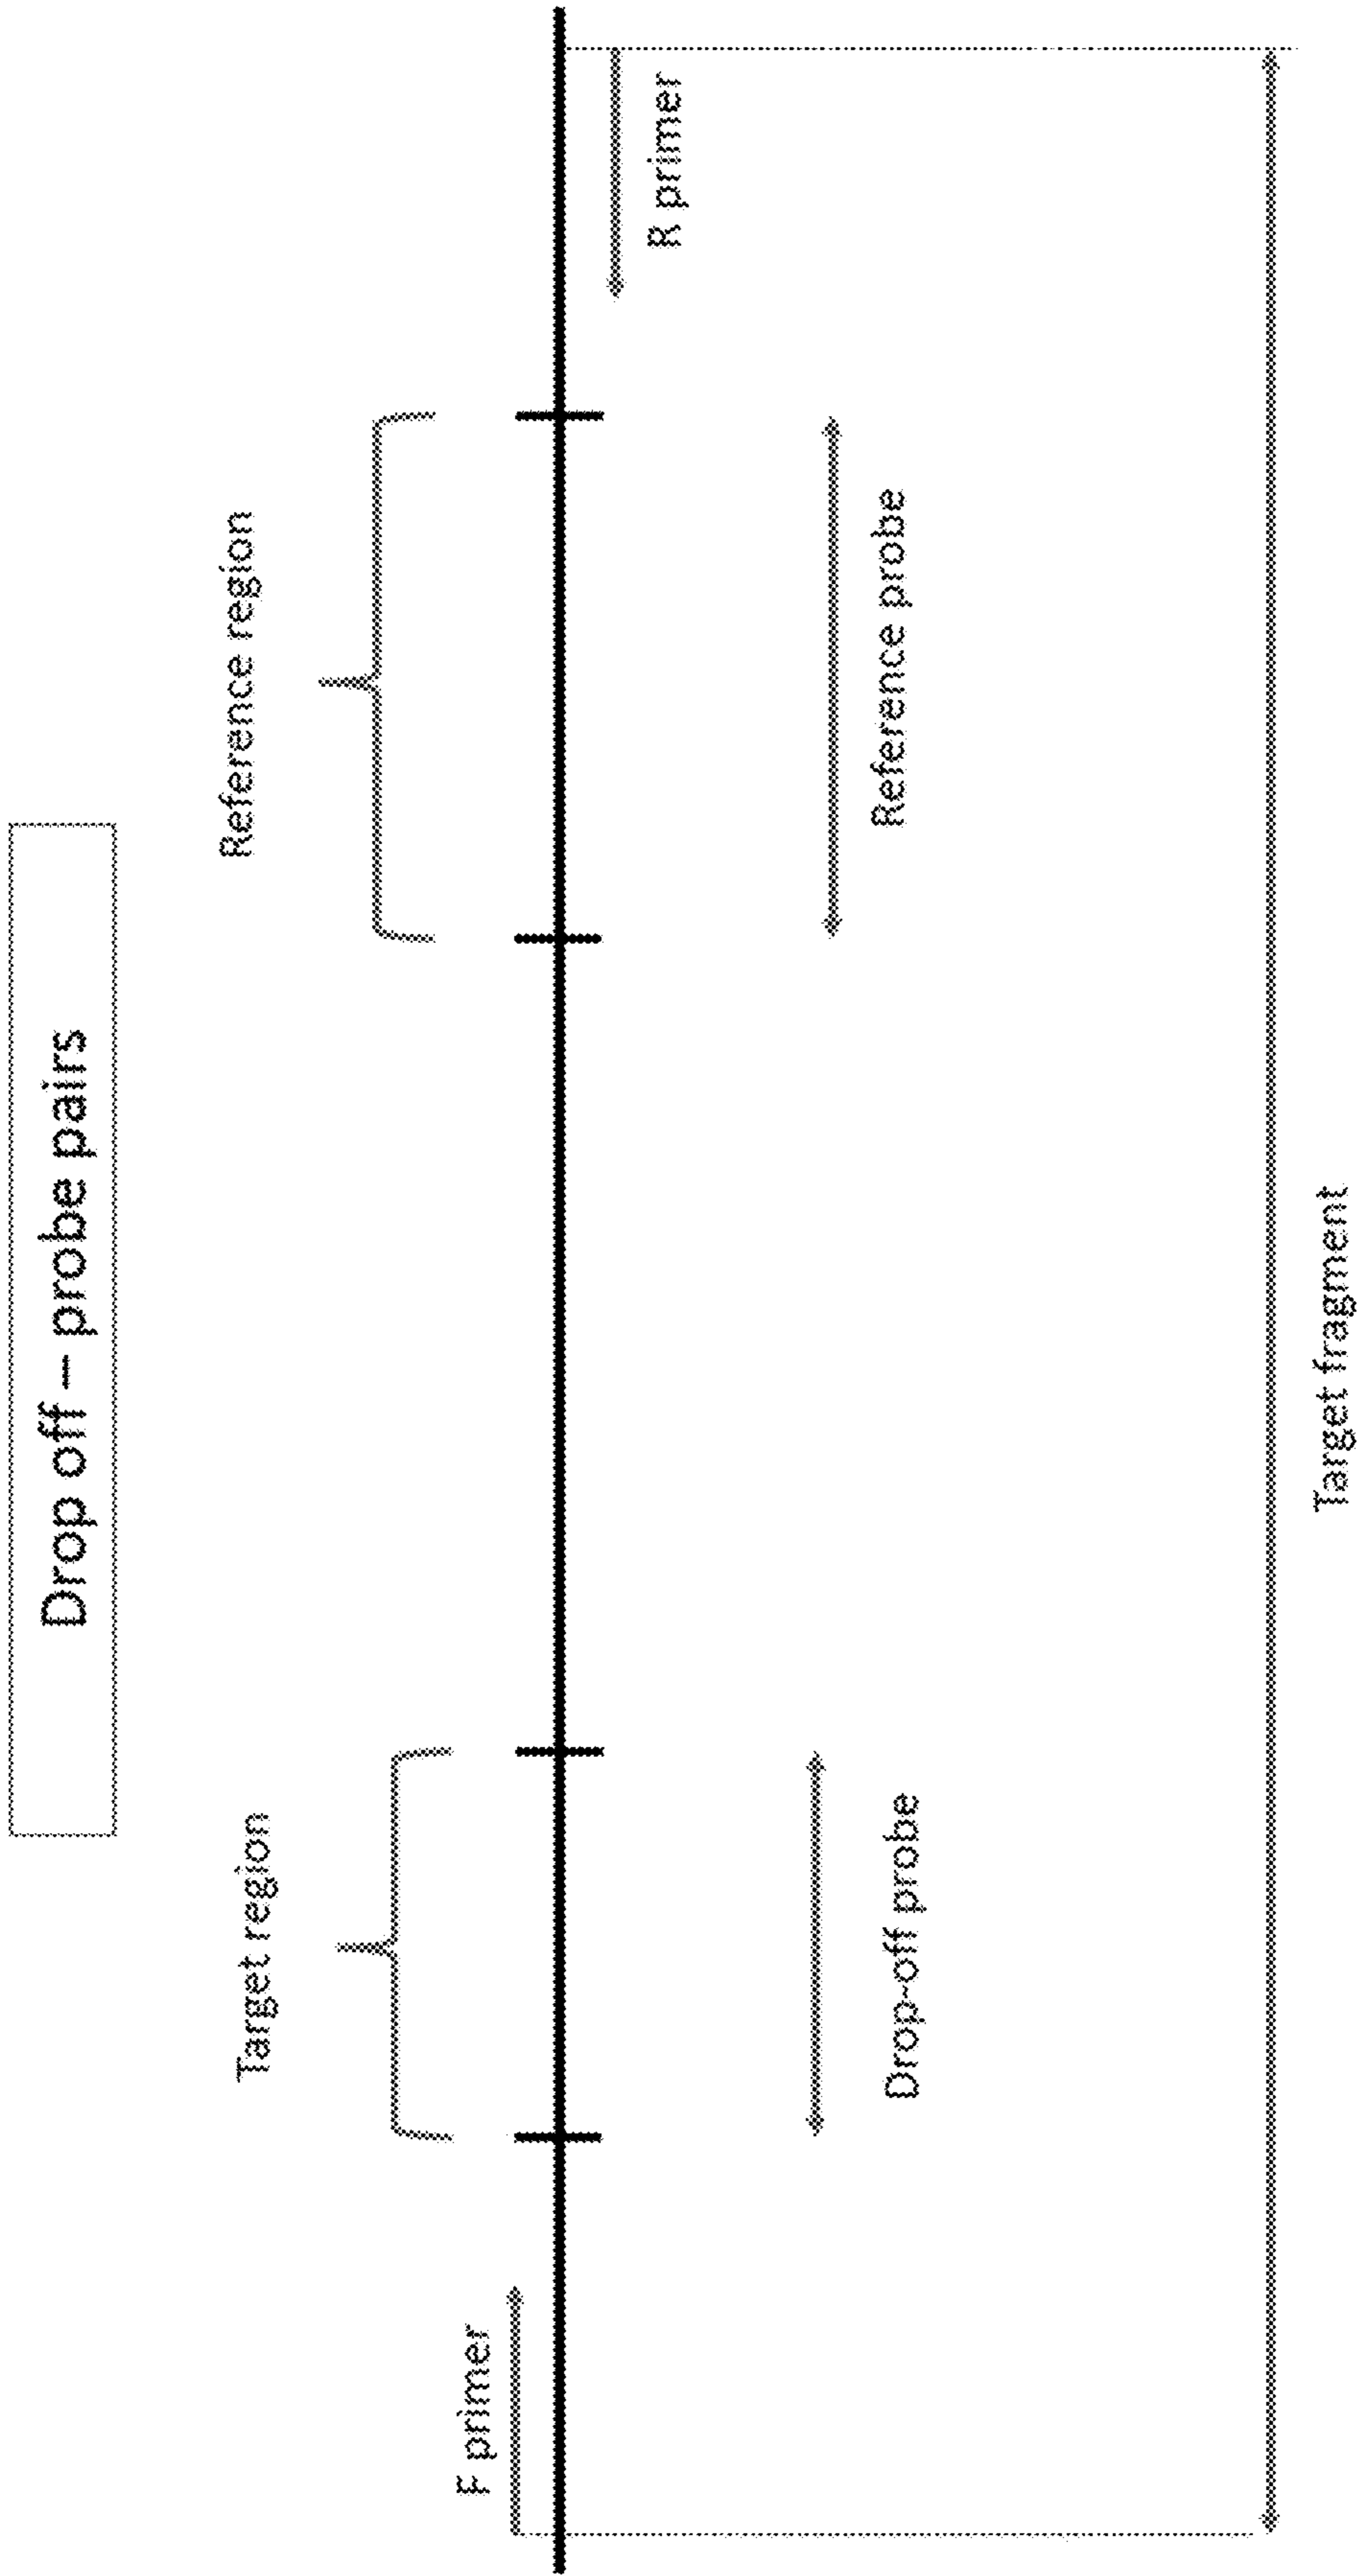 Drop off – probe pairs
Target region
Reference region
F primer
R primer
Drop-off probe
Reference probe
Target fragment